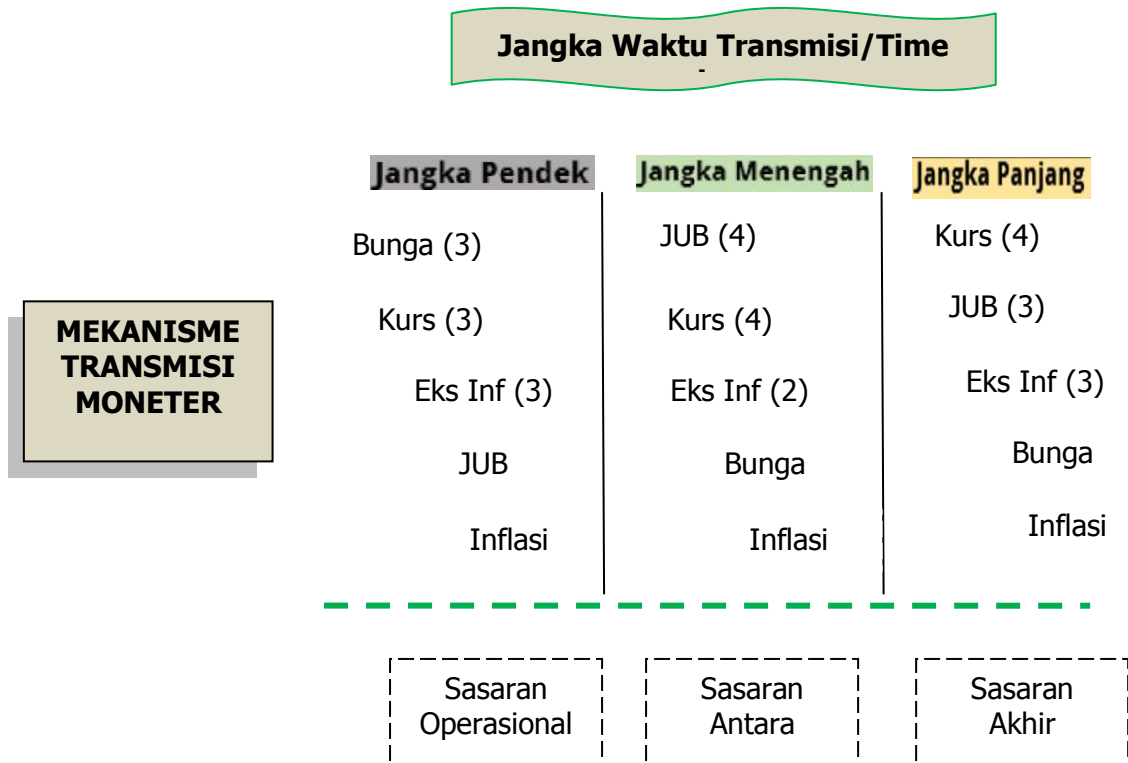 Jangka Waktu Transmisi/Time
-
Jangka Pendek
Jangka Menengah
Jangka Panjang
Bunga (3)
JUB (4)
Kurs (4)
Kurs (3)
Kurs (4)
JUB (3)
MEKANISME
TRANSMISI
MONETER
Eks Inf (3)
Eks Inf (2)
Eks Inf (3)
JUB
Bunga
Bunga
Inflasi
Inflasi
Inflasi
Sasaran
Operasional
Sasaran
Antara
Sasaran
Akhir